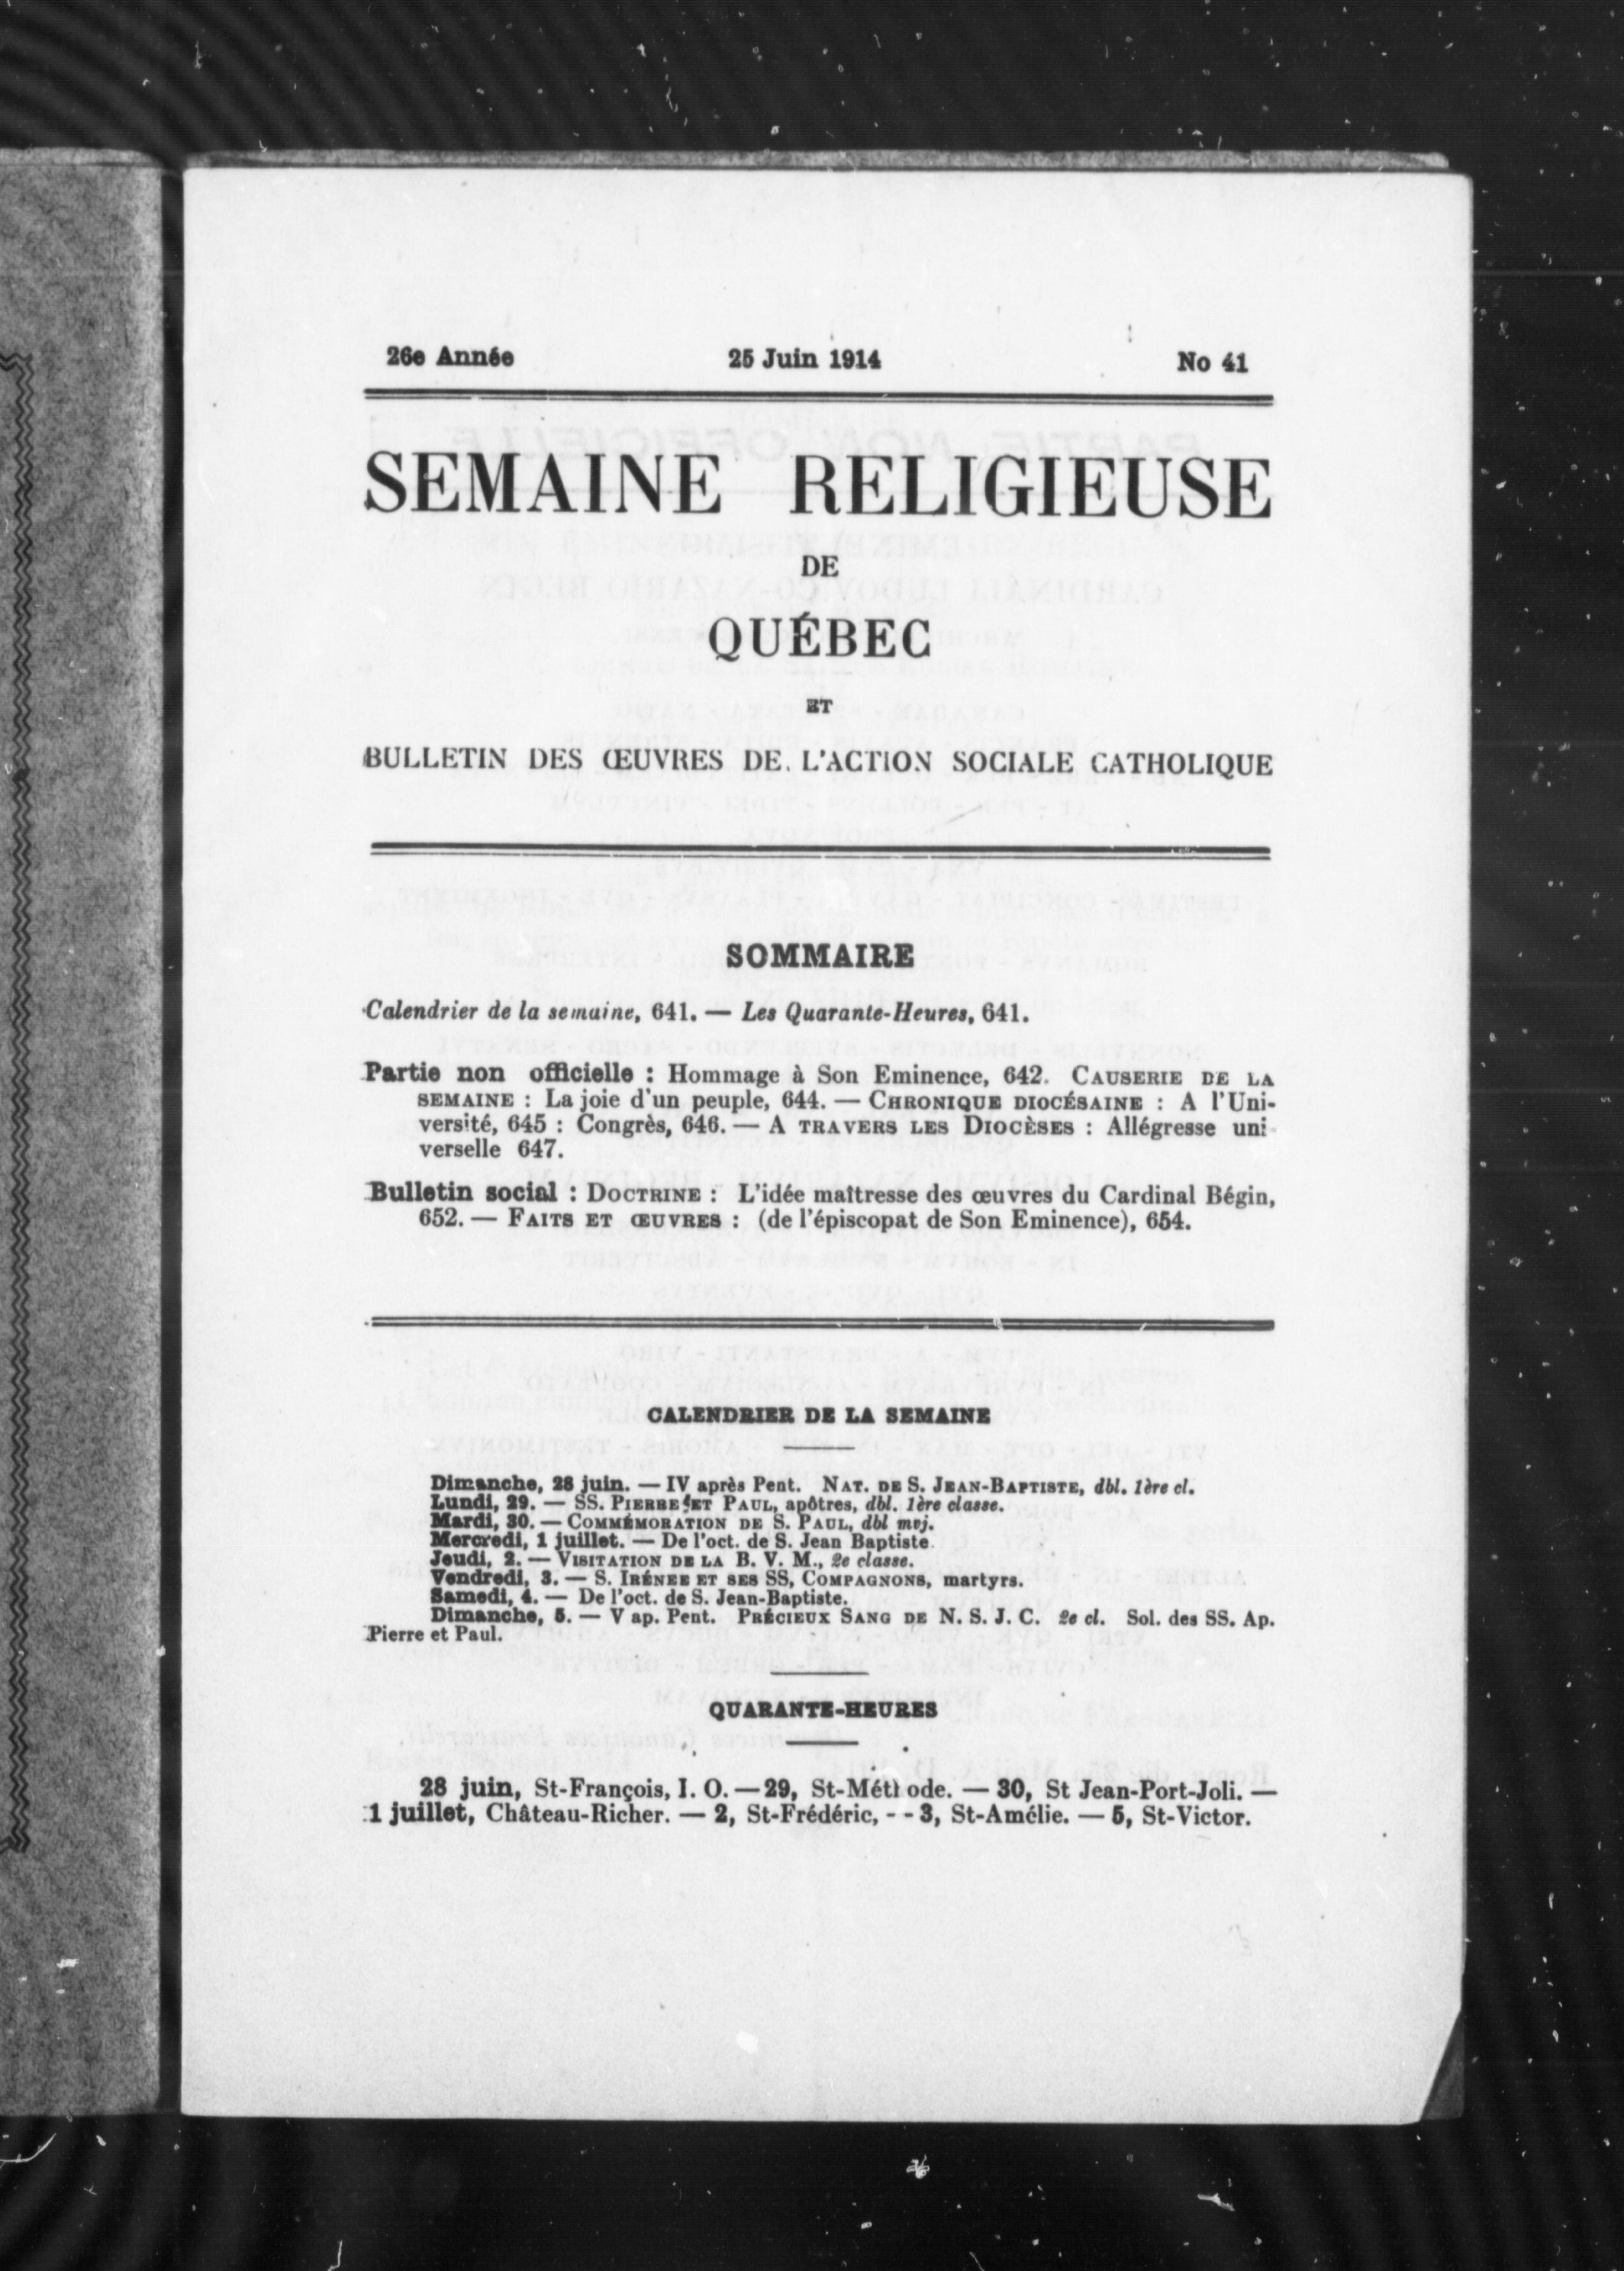 26e Année 25 Juin 1914 No 41
SEMAINE RELIGIEUSE
DE
QUÉBEC
ET
BULLETIN DES ŒUVRES DE L'ACTION SOCIALE CATHOLIQUE
SOMMAIRE
Calendrier de la semaine, 641. — Les Quarante-Heures, 641.
Partie non officielle : Hommage à Son Eminence, 642. CAUSERIE DE LA
SEMAINE : La joie d'un peuple, 644. — CHRONIQUE DIOCÉSAINE : A l'Uni-
versité, 645 : Congrès, 646. — A TRAVERS LES DIOCÈSES : Allégresse uni-
verselle 647.
Bulletin social : DOCTRINE : L'idée maîtresse des œuvres du Cardinal Bégin,
652. — FAITS ET ŒUVRES : (de l'épiscopat de Son Eminence), 654.
CALENDRIER DE LA SEMAINE
Dimanche, 28 juin. — IV après Pent. NAT. DE S. JEAN-BAPTISTE, dbl. 1ère cl.
Lundi, 29. — SS. PIERRE ET PAUL, apôtres, dbl. 1ère classe.
Mardi, 30. — COMMÉMORATION DE S. PAUL, dbl mej.
Mercredi, 1 juillet. — De l'oct. de S. Jean Baptiste.
Jeudi, 2. — VISITATION DE LA B. V. M., 2e classe.
Vendredi, 3. — S. IRÉNEE ET SES SS, COMPAGNONS, martyrs.
Samedi, 4. — De l'oct. de S. Jean-Baptiste.
Dimanche, 5. — V ap. Pent. PRÉCIEUX SANG DE N. S. J. C. 2e cl. Sol. des SS. Ap.
Pierre et Paul.
QUARANTE-HEURES
28 juin, St-François, I. O. — 29, St-Méthode. — 30, St Jean-Port-Joli. —
1 juillet, Château-Richer. — 2, St-Frédéric, - - 3, St-Amélie. — 5, St-Victor.